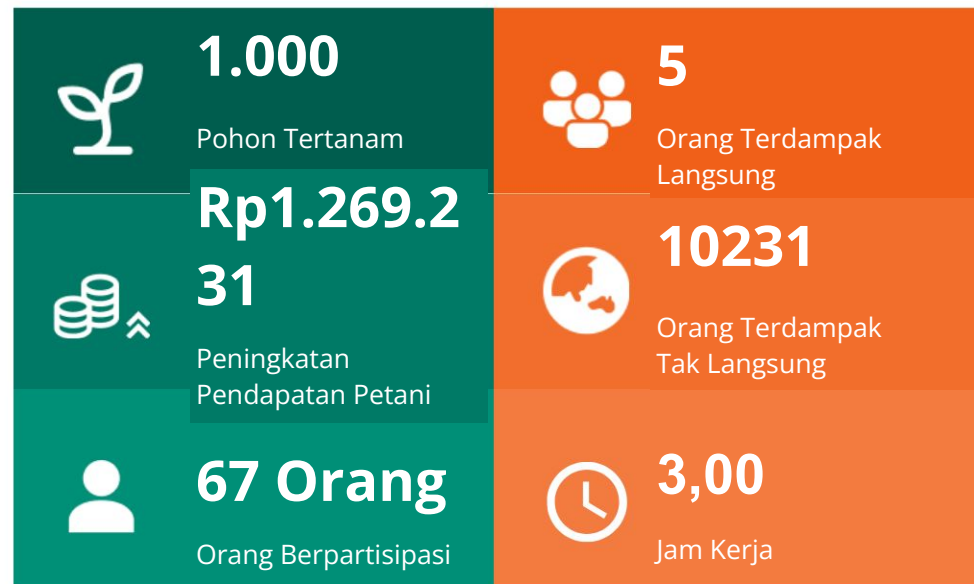 1.000
Pohon Tertanam
Rp1.269.2
31
Peningkatan
Pendapatan Petani
67 Orang
Orang Berpartisipasi
5
Orang Terdampak
Langsung
10231
Orang Terdampak
Tak Langsung
3,00
Jam Kerja